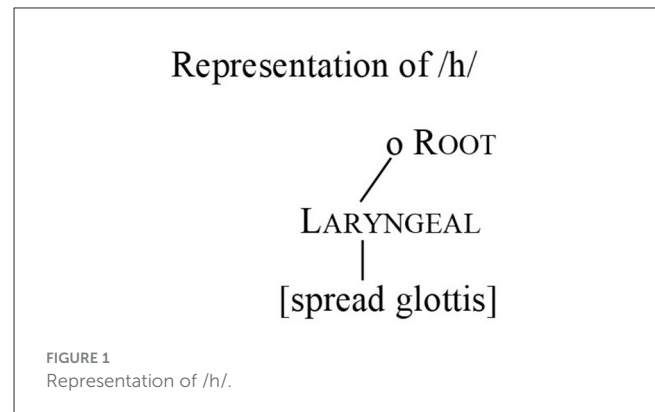 Representation of /h/
o ROOT
LARYNGEAL
[spread glottis]
FIGURE 1
Representation of /h/.